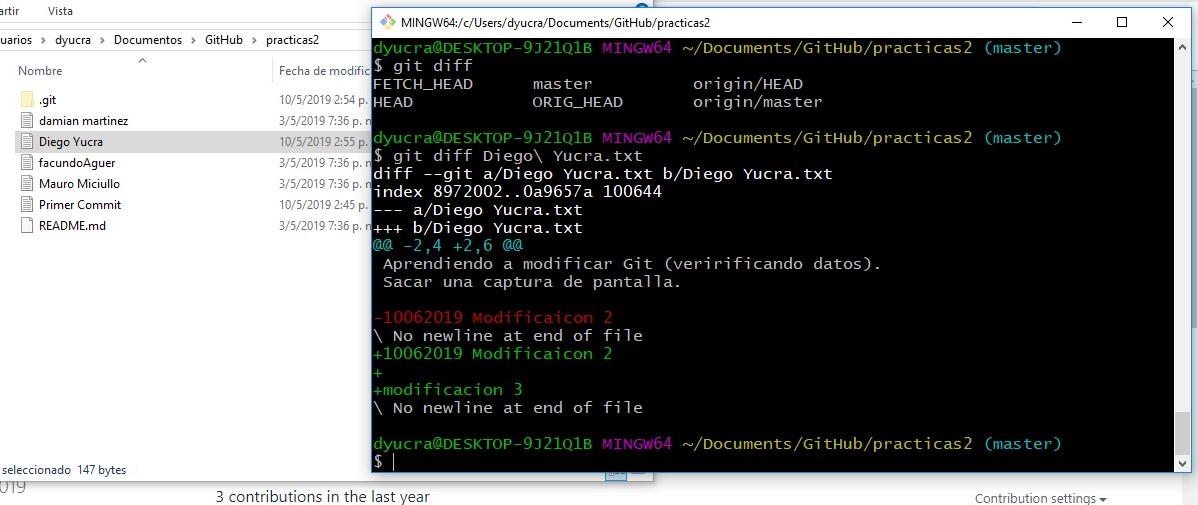 artir Vista
uarios dyucra Documentos GitHub practicas2
Nombre Fecha de modific
.git 10/5/2019 2:54 p.
damian martinez 3/5/2019 7:36 p. n
Diego Yucra 10/5/2019 2:55 p.
facundoAguer 3/5/2019 7:36 p. n
Mauro Miciullo 3/5/2019 7:36 p. n
Primer Commit 10/5/2019 2:45 p.
README.md 3/5/2019 7:36 p. n
seleccionado 147 bytes
MINGW64:/c/Users/dyucra/Documents/GitHub/practicas2
dyucra@DESKTOP-9J21Q1B MINGW64 ~/Documents/GitHub/practicas2 (master)
$ git diff
FETCH_HEAD master origin/HEAD
HEAD ORIG_HEAD origin/master
dyucra@DESKTOP-9J21Q1B MINGW64 ~/Documents/GitHub/practicas2 (master)
$ git diff Diego\ Yucra.txt
diff --git a/Diego Yucra.txt b/Diego Yucra.txt
index 8972002..0a9657a 100644
--- a/Diego Yucra.txt
+++ b/Diego Yucra.txt
@@ -2,4 +2,6 @@
Aprendiendo a modificar Git (veririficando datos).
Sacar una captura de pantalla.
-10062019 Modificaicon 2
\ No newline at end of file
+10062019 Modificaicon 2
+
+modificacion 3
\ No newline at end of file
dyucra@DESKTOP-9J21Q1B MINGW64 ~/Documents/GitHub/practicas2 (master)
$
019
3 contributions in the last year
Contribution settings